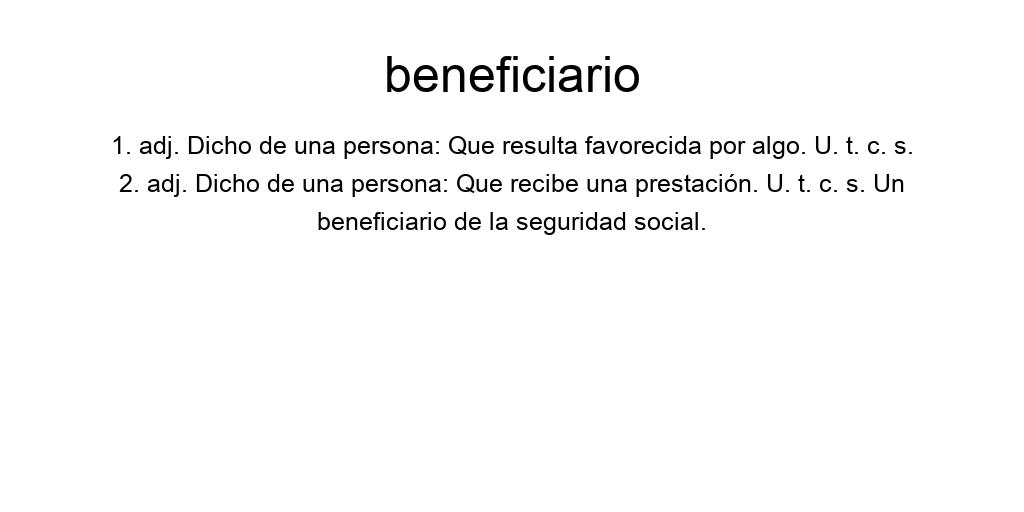 beneficiario
1. adj. Dicho de una persona: Que resulta favorecida por algo. U. t. c. s.
2. adj. Dicho de una persona: Que recibe una prestación. U. t. c. s. Un
beneficiario de la seguridad social.